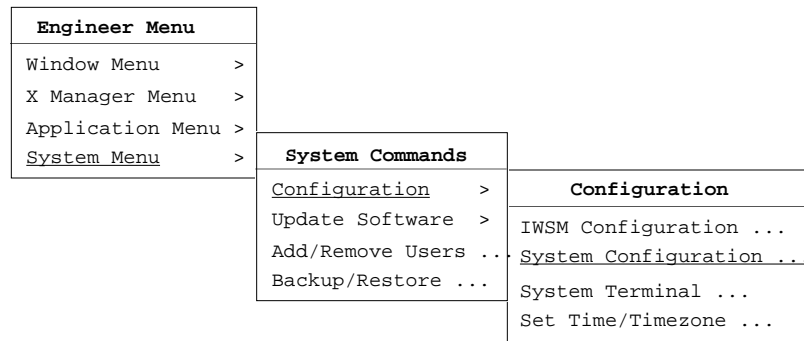 Engineer Menu
Window Menu >
X Manager Menu >
Application Menu >
System Menu >
System Commands
Configuration >
Update Software >
Add/Remove Users ...
Backup/Restore ...
Configuration
IWSM Configuration ...
System Configuration ...
System Terminal ...
Set Time/Timezone ...